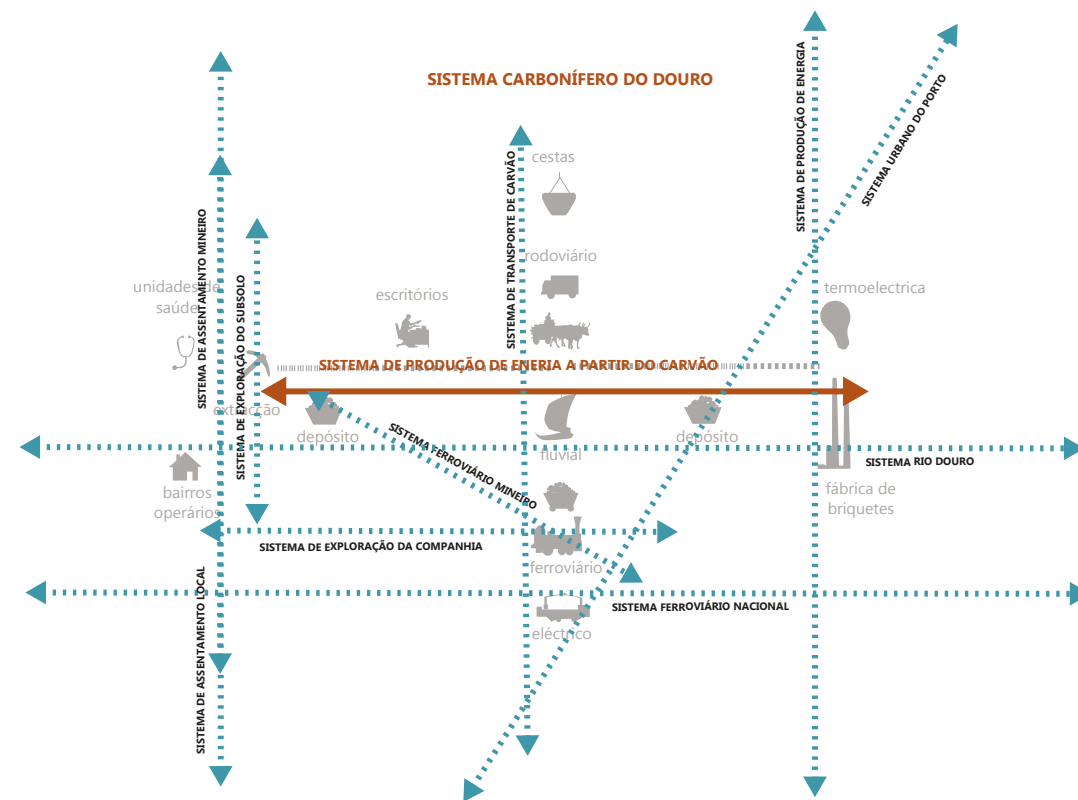 SISTEMA CARBONÍFERO DO DOURO
SISTEMA DE PRODUÇÃO DE ENERGIA
SISTEMA URBANO DO PORTO
cestas
SISTEMA DE TRANSPORTE DE CARVÃO
rodoviário
SISTEMA DE ASSENTAMENTO MINEIRO
SISTEMA DE EXPLORAÇÃO DO SUBSOLO
unidades de
saúde
escritórios
termoelectrica
SISTEMA DE PRODUÇÃO DE ENERIA A PARTIR DO CARVÃO
extracção
depósito
depósito
SISTEMA FERROVIÁRIO MINEIRO
fluvial
SISTEMA RIO DOURO
bairros
operários
fábrica de
briquetes
SISTEMA DE EXPLORAÇÃO DA COMPANHIA
ferroviário
SISTEMA DE ASSENTAMENTO LOCAL
SISTEMA FERROVIÁRIO NACIONAL
eléctrico